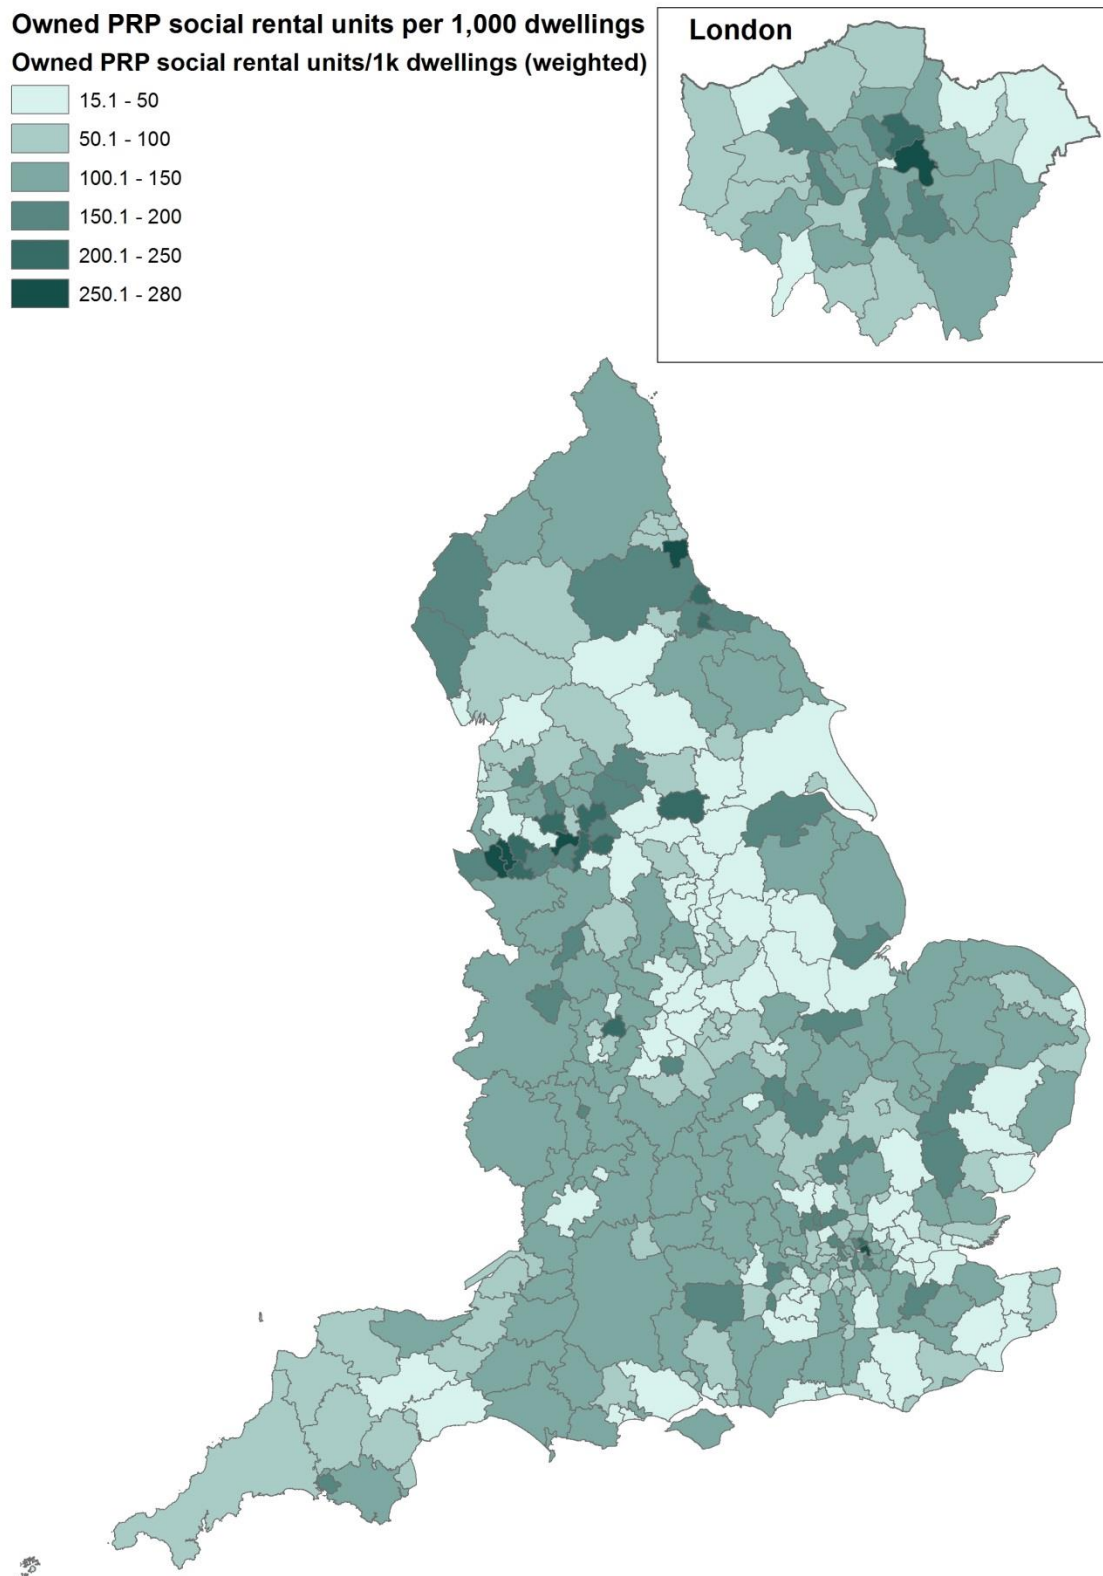 Owned PRP social rental units per 1,000 dwellings
Owned PRP social rental units/1k dwellings (weighted)
15.1 - 50
50.1 - 100
100.1 - 150
150.1 - 200
200.1 - 250
250.1 - 280
London